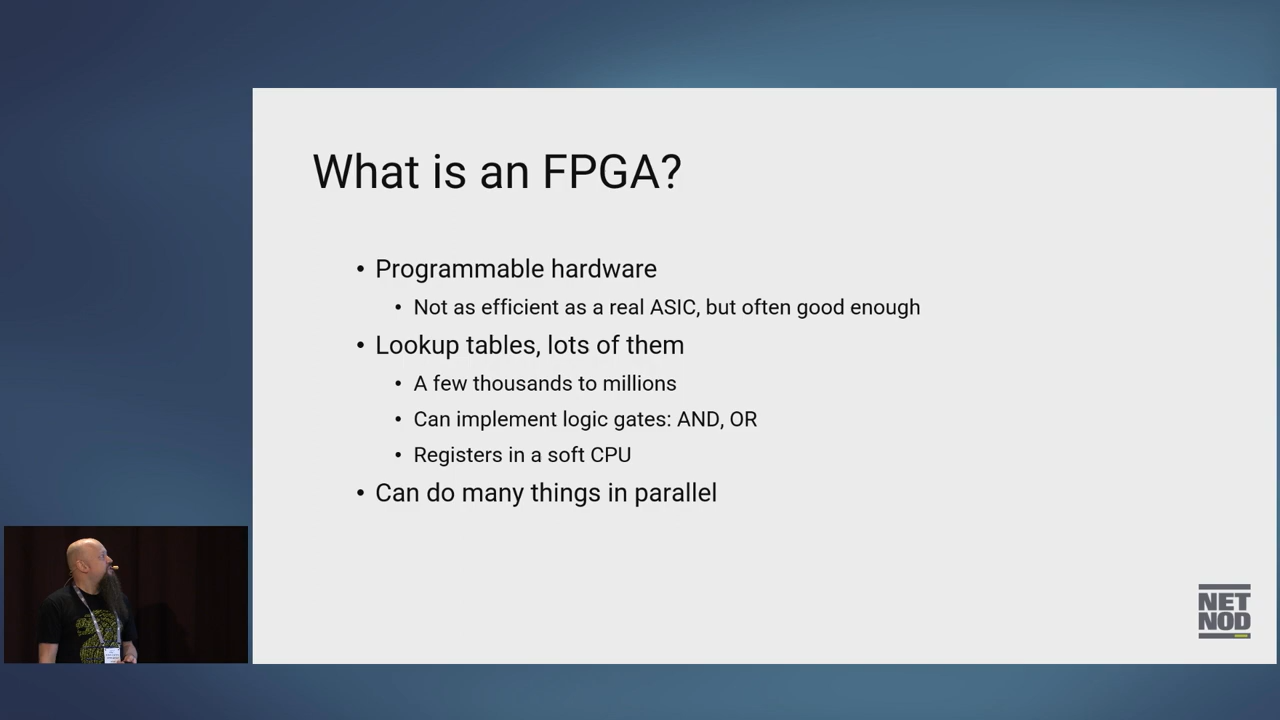 What is an FPGA?
• Programmable hardware
• Not as efficient as a real ASIC, but often good enough
• Lookup tables, lots of them
• A few thousands to millions
• Can implement logic gates: AND, OR
• Registers in a soft CPU
• Can do many things in parallel
NET
NOD